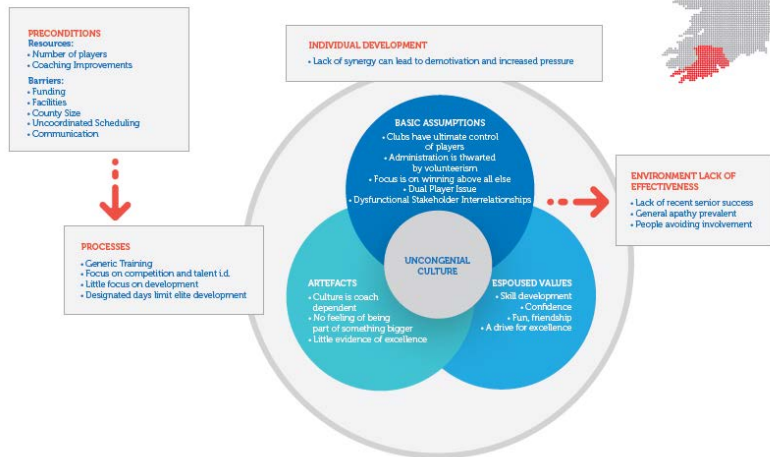 PRECONDITIONS
Resources:
• Number of players
• Coaching Improvements
Barriers:
• Funding
• Facilities
• County Size
• Uncoordinated Scheduling
• Communication
INDIVIDUAL DEVELOPMENT
• Lack of synergy can lead to demotivation and increased pressure
BASIC ASSUMPTIONS
• Clubs have ultimate control
of players
• Administration is thwarted
by volunteerism
• Focus is on winning above all else
• Dual Player Issue
• Dysfunctional Stakeholder Interrelationships
ENVIRONMENT LACK OF
EFFECTIVENESS
• Lack of recent senior success
• General apathy prevalent
• People avoiding involvement
PROCESSES
• Generic Training
• Focus on competition and talent i.d.
• Little focus on development
• Designated days limit elite development
UNCONGENIAL
CULTURE
ARTEFACTS
• Culture is coach
dependent
• No feeling of being
part of something bigger
• Little evidence of excellence
ESPOUSED VALUES
• Skill development
• Confidence
• Fun, friendship
• A drive for excellence